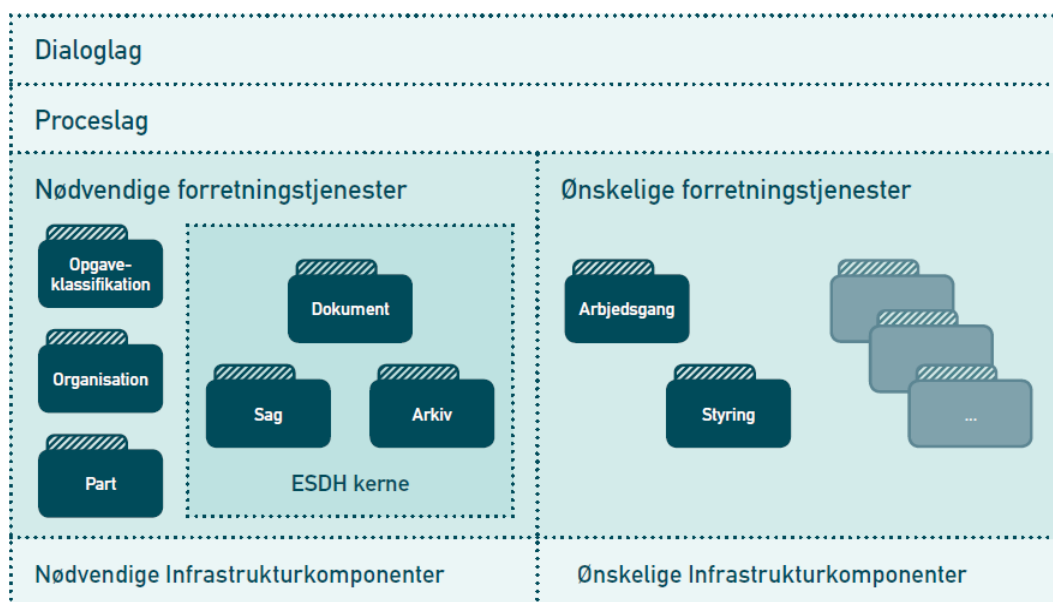 Dialoglag
Proceslag
Nødvendige forretningstjenester
Opgave-
klassifikation
Organisation
Part
Dokument
Sag
Arkiv
ESDH kerne
Ønskelige forretningstjenester
Arbjedsgang
Styring
...
Nødvendige Infrastrukturkomponenter
Ønskelige Infrastrukturkomponenter